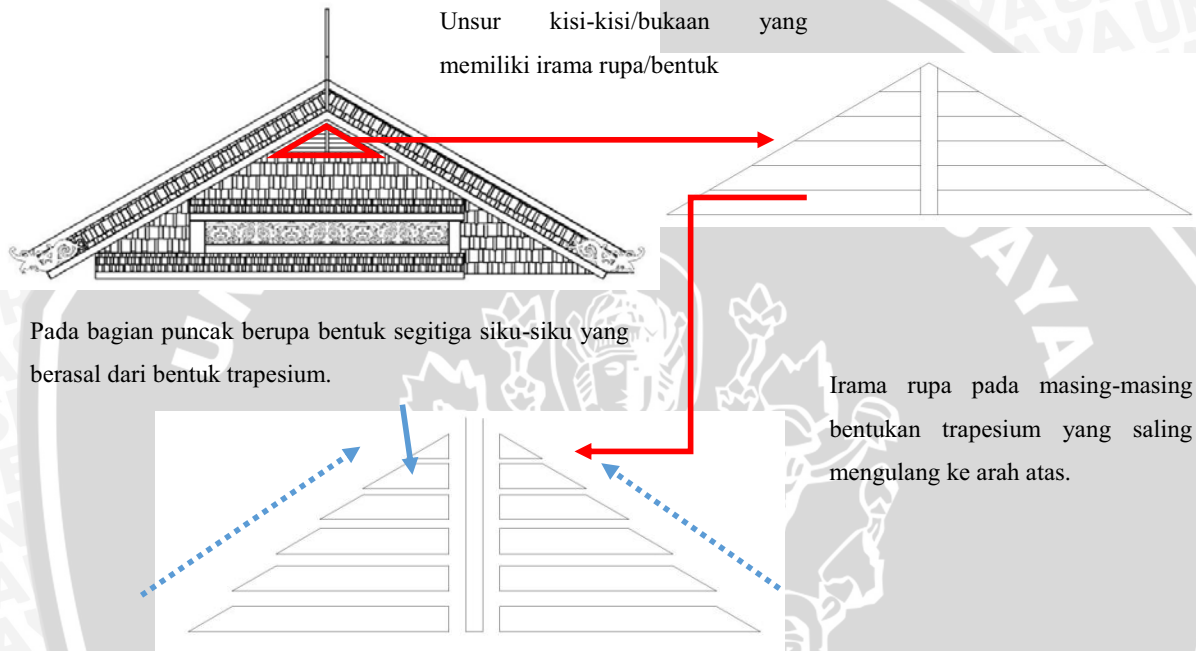 Unsur kisi-kisi/bukaan yang
memiliki irama rupa/bentuk
Pada bagian puncak berupa bentuk segitiga siku-siku yang
berasal dari bentuk trapesium.
Irama rupa pada masing-masing
bentukan trapesium yang saling
mengulang ke arah atas.